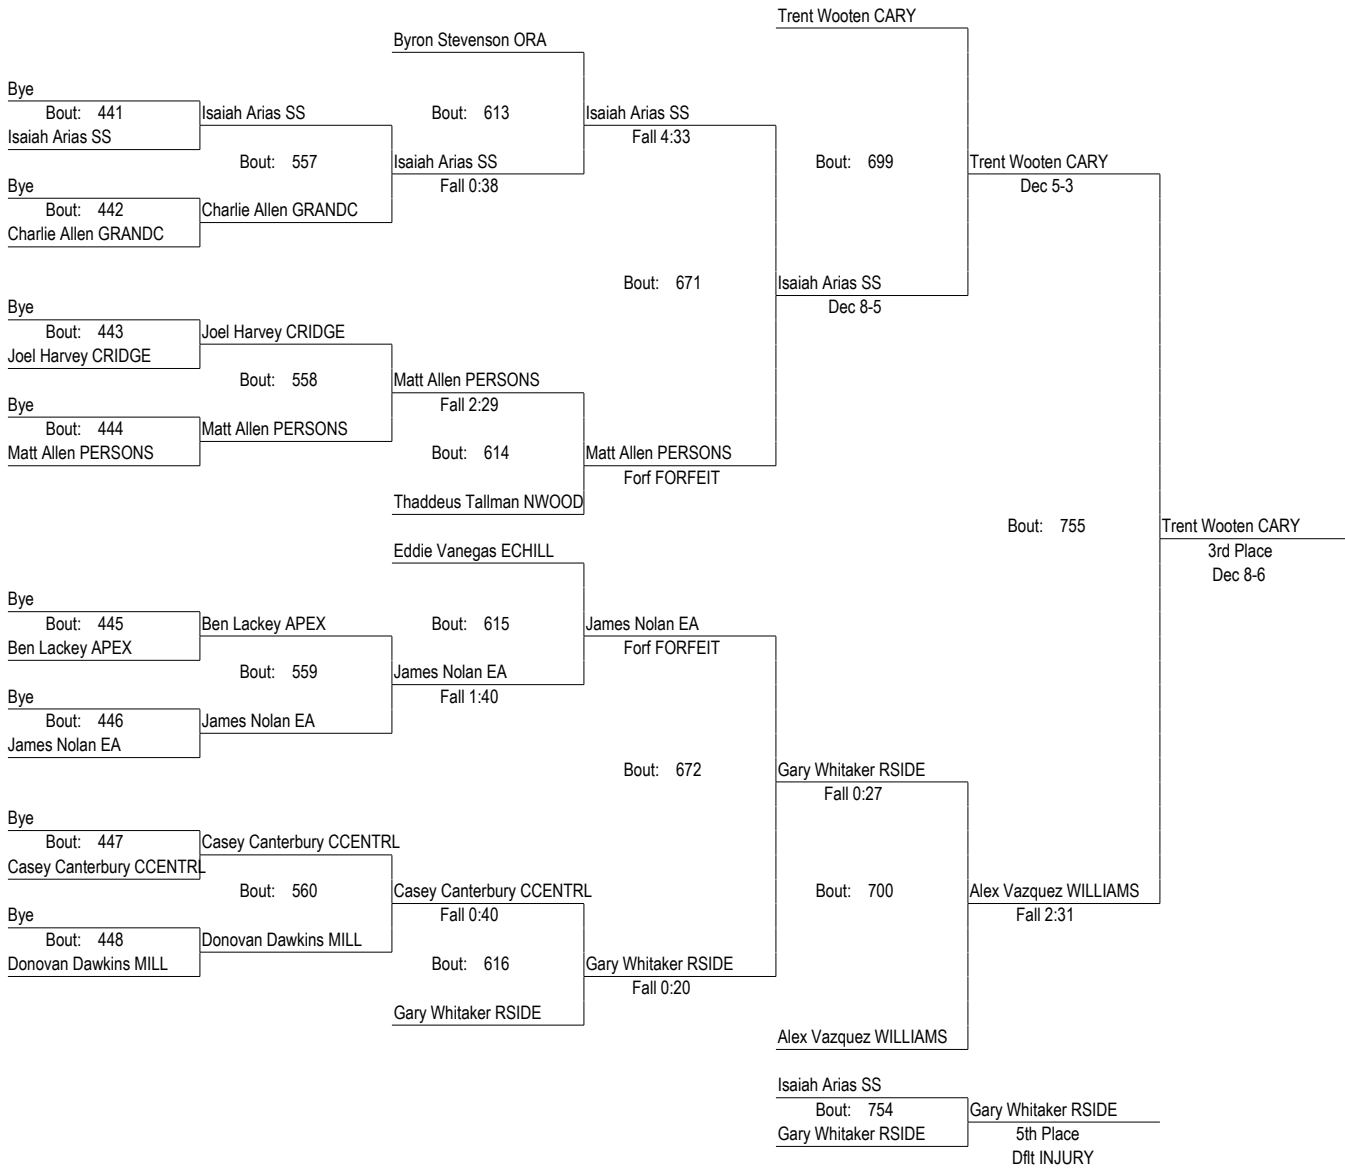 Trent Wooten CARY
Byron Stevenson ORA
Bye
Bout: 441
Isaiah Arias SS
Bout: 613
Isaiah Arias SS
Isaiah Arias SS
Fall 4:33
Bout: 557
Isaiah Arias SS
Bout: 699
Trent Wooten CARY
Bye
Fall 0:38
Dec 5-3
Bout: 442
Charlie Allen GRANDC
Charlie Allen GRANDC
Bout: 671
Isaiah Arias SS
Bye
Dec 8-5
Bout: 443
Joel Harvey CRIDGE
Joel Harvey CRIDGE
Bout: 558
Matt Allen PERSONS
Bye
Fall 2:29
Bout: 444
Matt Allen PERSONS
Matt Allen PERSONS
Bout: 614
Matt Allen PERSONS
Forf FORFEIT
Thaddeus Tallman NWOOD
Bout: 755
Trent Wooten CARY
Eddie Vanegas ECHILL
3rd Place
Dec 8-6
Bye
Bout: 445
Ben Lackey APEX
Bout: 615
James Nolan EA
Ben Lackey APEX
Forf FORFEIT
Bout: 559
James Nolan EA
Bye
Fall 1:40
Bout: 446
James Nolan EA
James Nolan EA
Bout: 672
Gary Whitaker RSIDE
Fall 0:27
Bye
Bout: 447
Casey Canterbury CCENTRL
Casey Canterbury CCENTRL
Bout: 560
Casey Canterbury CCENTRL
Bout: 700
Alex Vazquez WILLIAMS
Bye
Fall 0:40
Fall 2:31
Bout: 448
Donovan Dawkins MILL
Donovan Dawkins MILL
Bout: 616
Gary Whitaker RSIDE
Fall 0:20
Gary Whitaker RSIDE
Alex Vazquez WILLIAMS
Isaiah Arias SS
Bout: 754
Gary Whitaker RSIDE
Gary Whitaker RSIDE
5th Place
Dflt INJURY